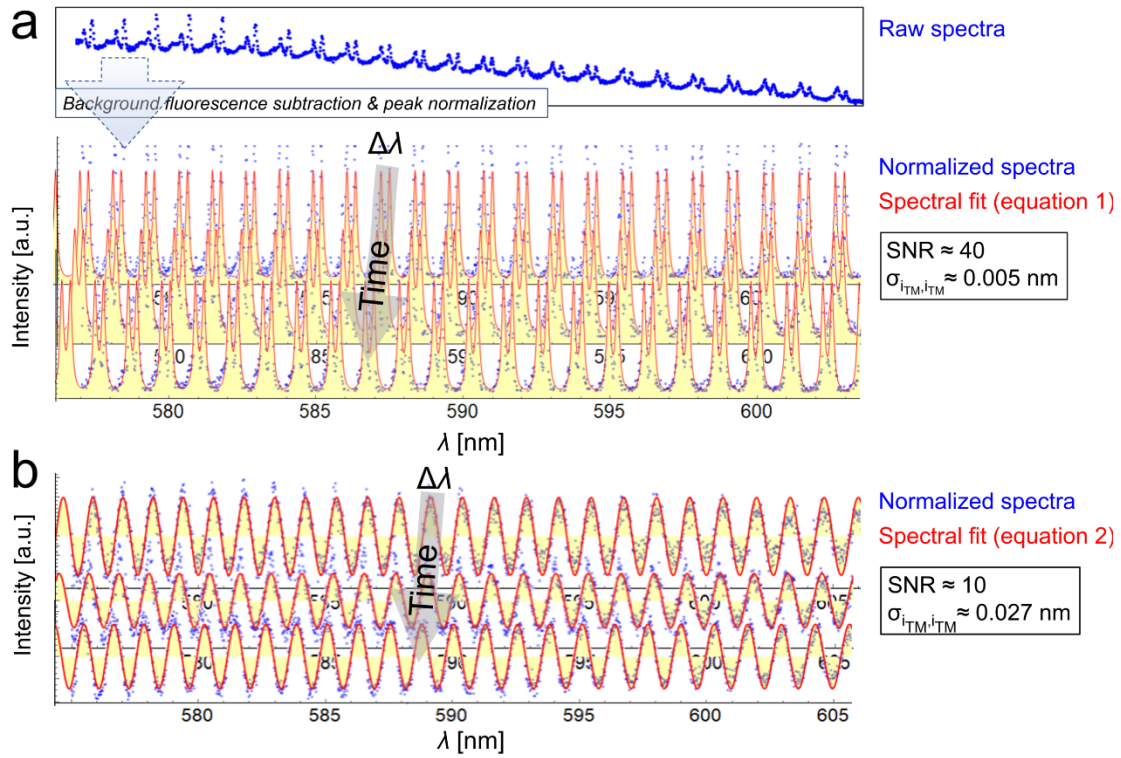 a
Raw spectra
Background fluorescence subtraction & peak normalization
Δλ
Time
Intensity [a.u.]
Normalized spectra
Spectral fit (equation 1)
SNR ≈ 40
σiTM,iTM ≈ 0.005 nm
580 585 590 595 600
λ [nm]
b
Δλ
Time
Intensity [a.u.]
Normalized spectra
Spectral fit (equation 2)
SNR ≈ 10
σiTM,iTM ≈ 0.027 nm
580 585 590 595 600 605
λ [nm]